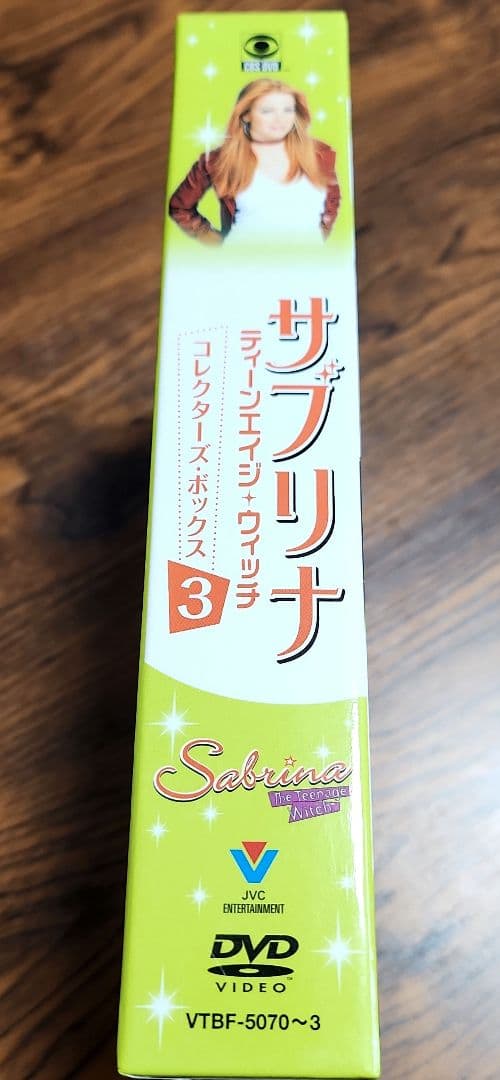 CBS DVD
サブリナ
ティーンエイジ✦ウィッチ
コレクターズ・ボックス
3
Sabrina
The Teenage
Witch
JVC
ENTERTAINMENT
DVD
VIDEO™
VTBF-5070〜3